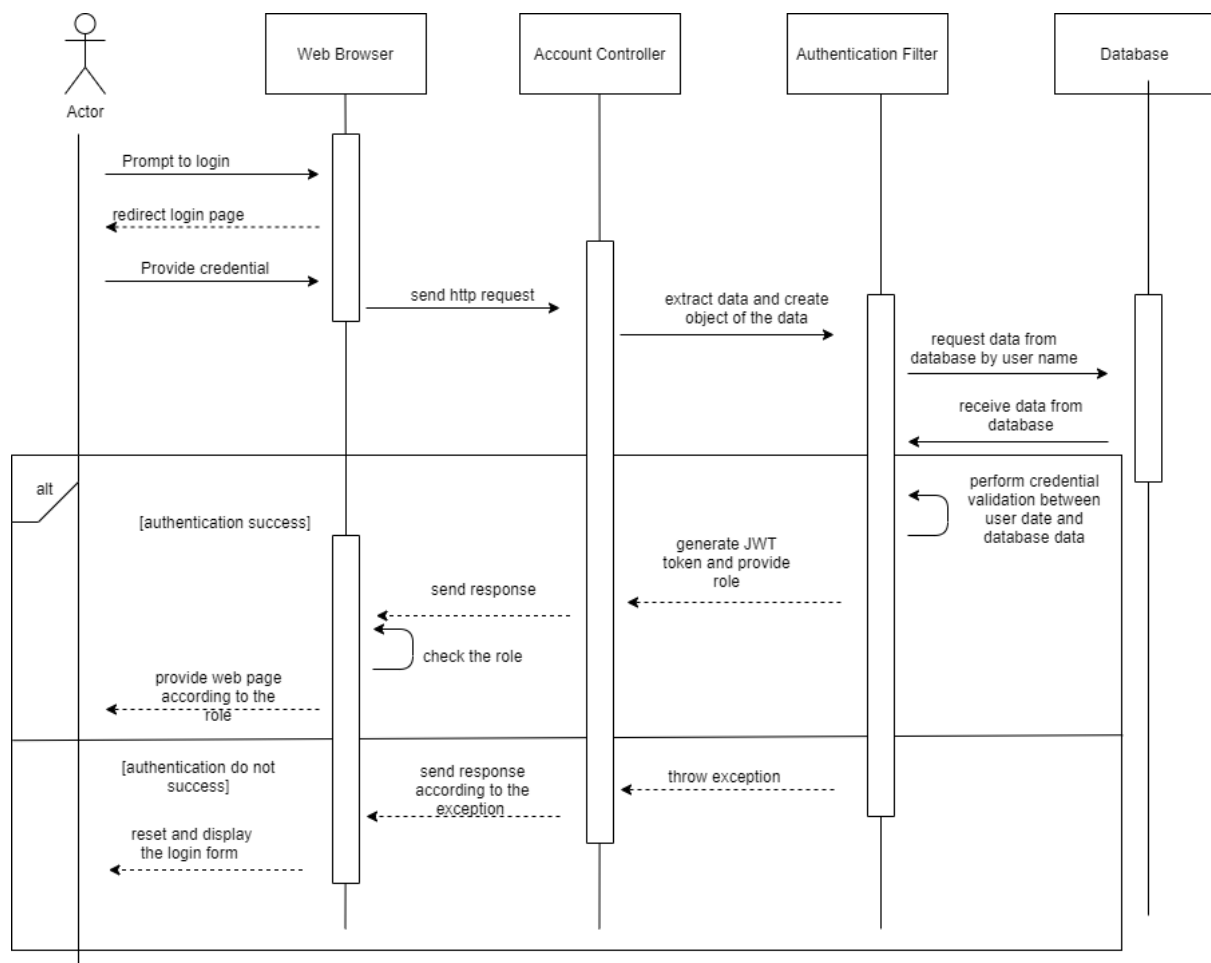 Web Browser
Account Controller
Authentication Filter
Database
Actor
Prompt to login
redirect login page
Provide credential
send http request
extract data and create
object of the data
request data from
database by user name
receive data from
database
alt
perform credential
validation between
user date and
database data
[authentication success]
generate JWT
token and provide
role
send response
check the role
provide web page
according to the
role
[authentication do not
success]
send response
according to the
exception
throw exception
reset and display
the login form